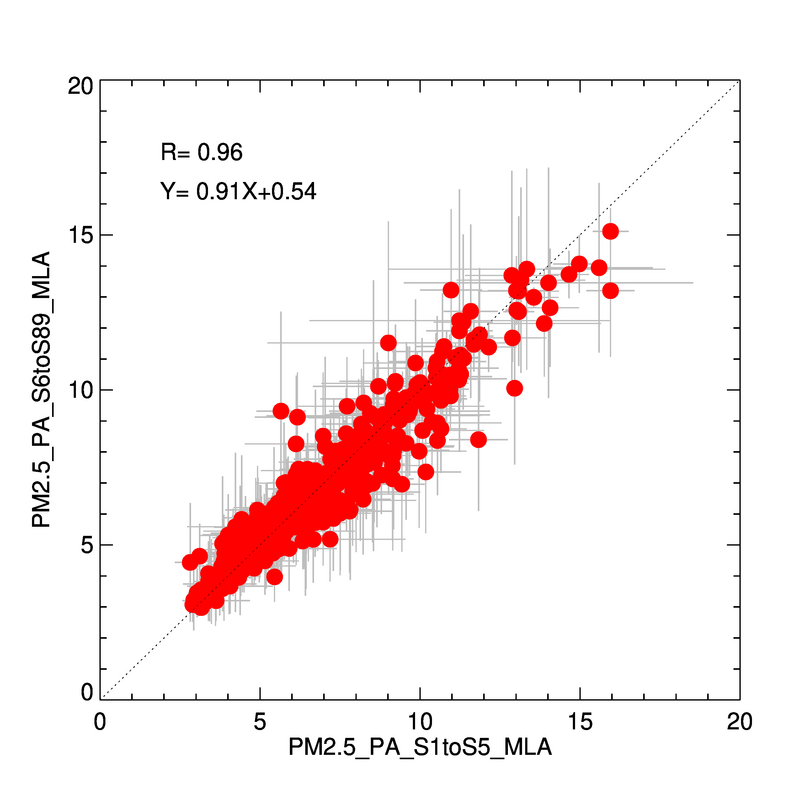 20
R= 0.96
Y= 0.91X+0.54
15
10
5
0
PM2.5_PA_S6toS89_MLA
0 5 10 15 20
PM2.5_PA_S1toS5_MLA